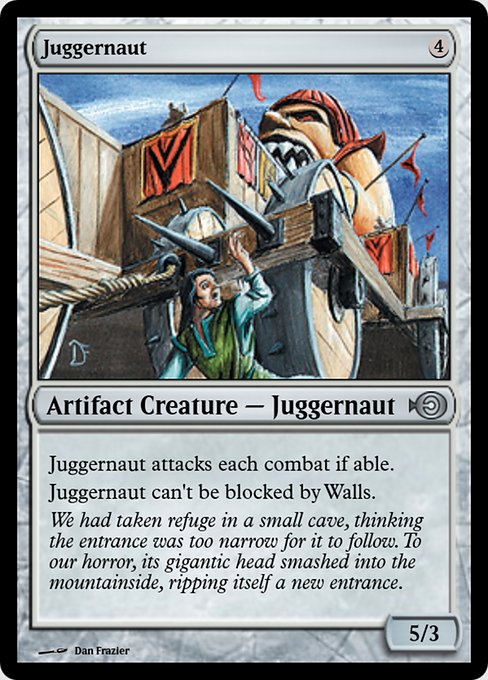 Juggernaut 4
DF
Artifact Creature — Juggernaut
Juggernaut attacks each combat if able.
Juggernaut can't be blocked by Walls.
We had taken refuge in a small cave, thinking
the entrance was too narrow for it to follow. To
our horror, its gigantic head smashed into the
mountainside, ripping itself a new entrance.
5/3
Dan Frazier